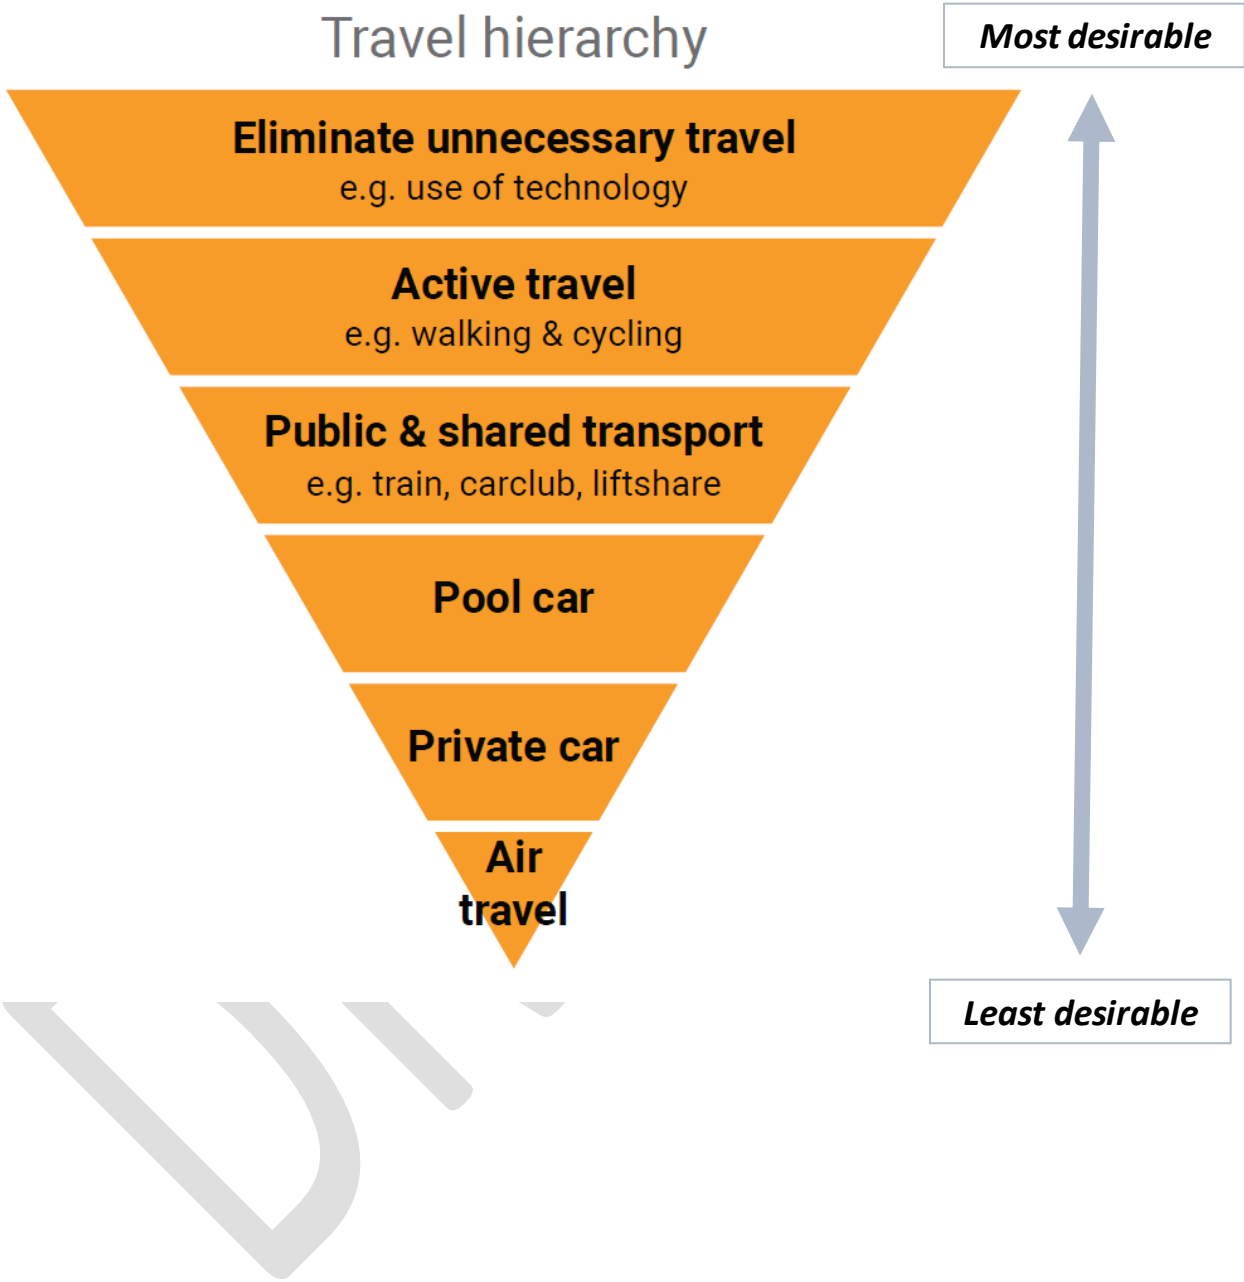 Travel hierarchy
Most desirable
Eliminate unnecessary travel
e.g. use of technology
Active travel
e.g. walking & cycling
Public & shared transport
e.g. train, carclub, liftshare
Pool car
Private car
Air
travel
Least desirable